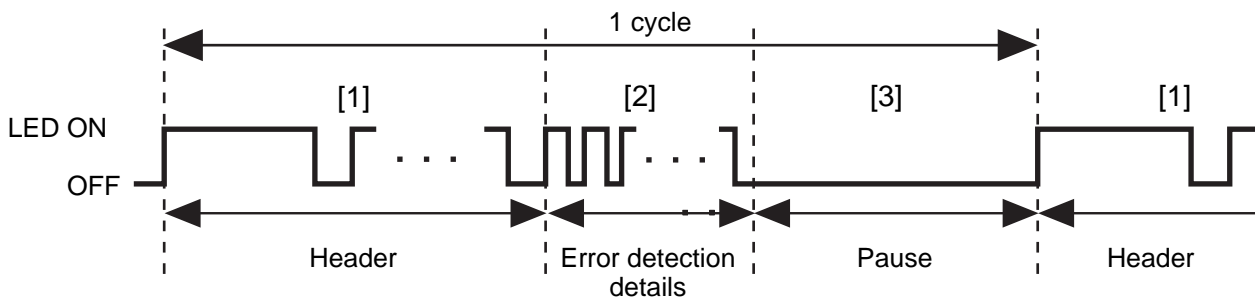 1 cycle
[1] [2] [3] [1]
LED ON
OFF
Header Error detection Pause Header
details